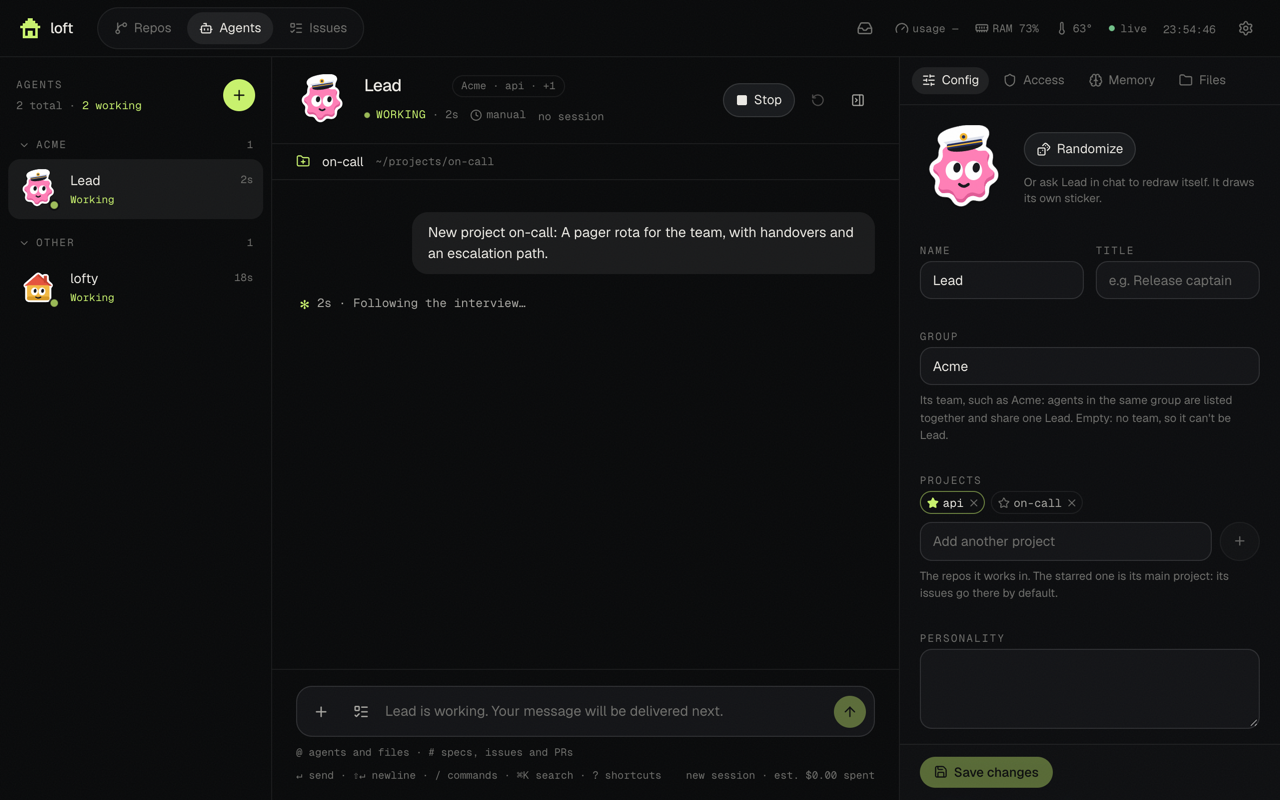 loft
Repos
Agents
Issues
usage –
RAM 73%
63°
live
23:54:46
AGENTS
2 total · 2 working
ACME
1
Lead
2s
Working
OTHER
1
lofty
18s
Working
Lead
Acme · api · +1
WORKING · 2s
manual
no session
Stop
on-call ~/projects/on-call
New project on-call: A pager rota for the team, with handovers and
an escalation path.
2s · Following the interview…
Lead is working. Your message will be delivered next.
@ agents and files · # specs, issues and PRs
↵ send · ⇧↵ newline · / commands · ⌘K search · ? shortcuts
new session · est. $0.00 spent
Config
Access
Memory
Files
Randomize
Or ask Lead in chat to redraw itself. It draws
its own sticker.
NAME
TITLE
Lead
e.g. Release captain
GROUP
Acme
Its team, such as Acme: agents in the same group are listed
together and share one Lead. Empty: no team, so it can't be
Lead.
PROJECTS
api
on-call
Add another project
The repos it works in. The starred one is its main project: its
issues go there by default.
PERSONALITY
Save changes